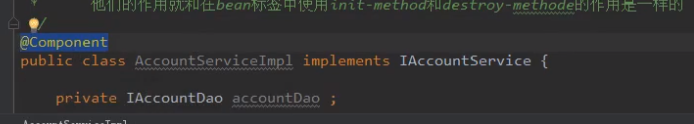 * 他们的作用就和在bean标签中使用init-method和destroy-methode的作用是一样的
*/
@Component
public class AccountServiceImpl implements IAccountService {
private IAccountDao accountDao ;
AccountServiceImpl